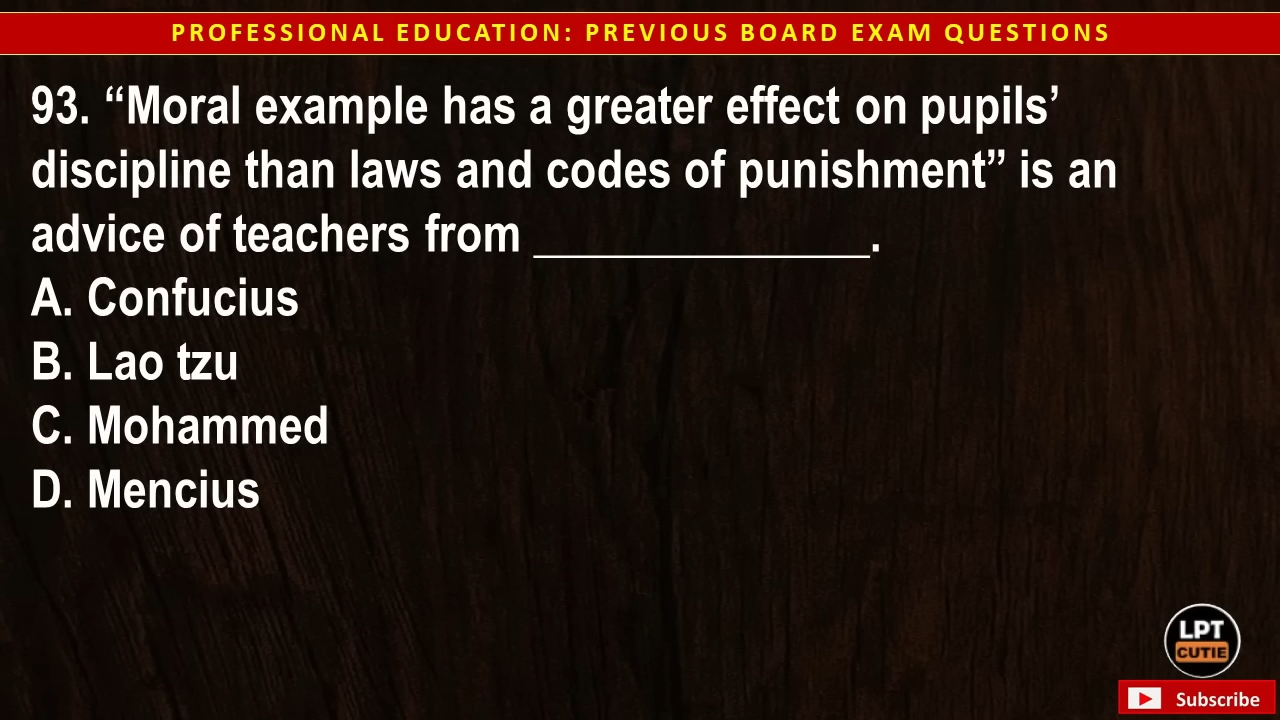 PROFESSIONAL EDUCATION: PREVIOUS BOARD EXAM QUESTIONS
93. “Moral example has a greater effect on pupils’
discipline than laws and codes of punishment” is an
advice of teachers from ________________.
A. Confucius
B. Lao tzu
C. Mohammed
D. Mencius
LPT
CUTIE
Subscribe